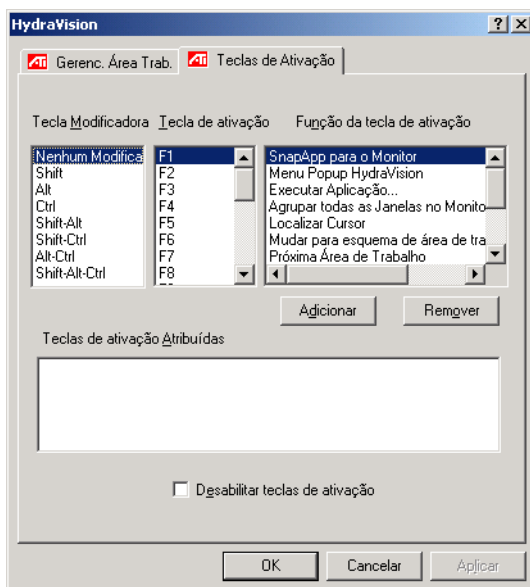 HydraVision
ATI Gerenc. Área Trab. ATI Teclas de Ativação
Tecla Modificadora Tecla de ativação Função da tecla de ativação
Nenhum Modifica F1 SnapApp para o Monitor
Shift F2 Menu Popup HydraVision
Alt F3 Executar Aplicação...
Ctrl F4 Agrupar todas as Janelas no Monito
Shift-Alt F5 Localizar Cursor
Shift-Ctrl F6 Mudar para esquema de área de tra
Alt-Ctrl F7 Próxima Área de Trabalho
Shift-Alt-Ctrl F8
Adicionar Remover
Teclas de ativação Atribuídas
Desabilitar teclas de ativação
OK Cancelar Aplicar